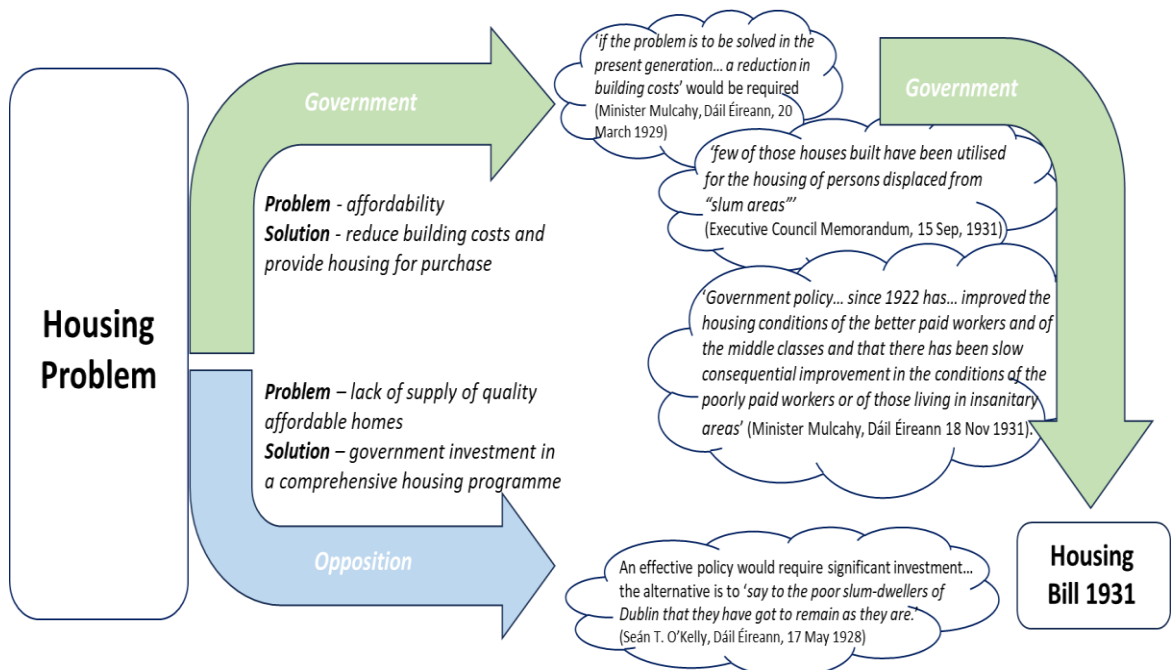 Housing
Problem
Government
Problem - affordability
Solution - reduce building costs and
provide housing for purchase
Problem – lack of supply of quality
affordable homes
Solution – government investment in
a comprehensive housing programme
Opposition
‘if the problem is to be solved in the
present generation… a reduction in
building costs’ would be required
(Minister Mulcahy, Dáil Éireann, 20
March 1929)
Government
‘few of those houses built have been utilised
for the housing of persons displaced from
“slum areas”’
(Executive Council Memorandum, 15 Sep, 1931)
‘Government policy… since 1922 has… improved the
housing conditions of the better paid workers and of
the middle classes and that there has been slow
consequential improvement in the conditions of the
poorly paid workers or of those living in insanitary
areas’ (Minister Mulcahy, Dáil Éireann 18 Nov 1931).
An effective policy would require significant investment…
the alternative is to ‘say to the poor slum-dwellers of
Dublin that they have got to remain as they are.’
(Seán T. O’Kelly, Dáil Éireann, 17 May 1928)
Housing
Bill 1931